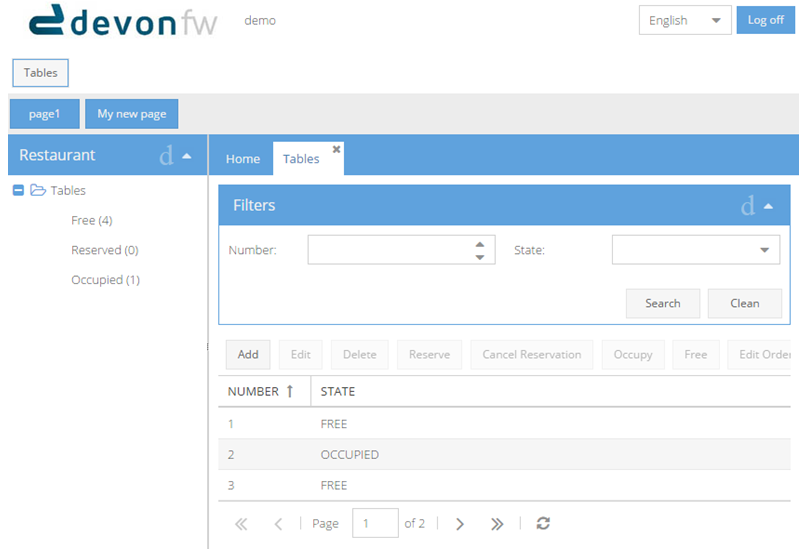 devonfw demo English Log off
Tables
page1 My new page
Restaurant d Home Tables
Tables
Free (4)
Reserved (0)
Occupied (1)
Filters d
Number: State:
Search Clean
Add Edit Delete Reserve Cancel Reservation Occupy Free Edit Order
NUMBER STATE
1 FREE
2 OCCUPIED
3 FREE
Page 1 of 2